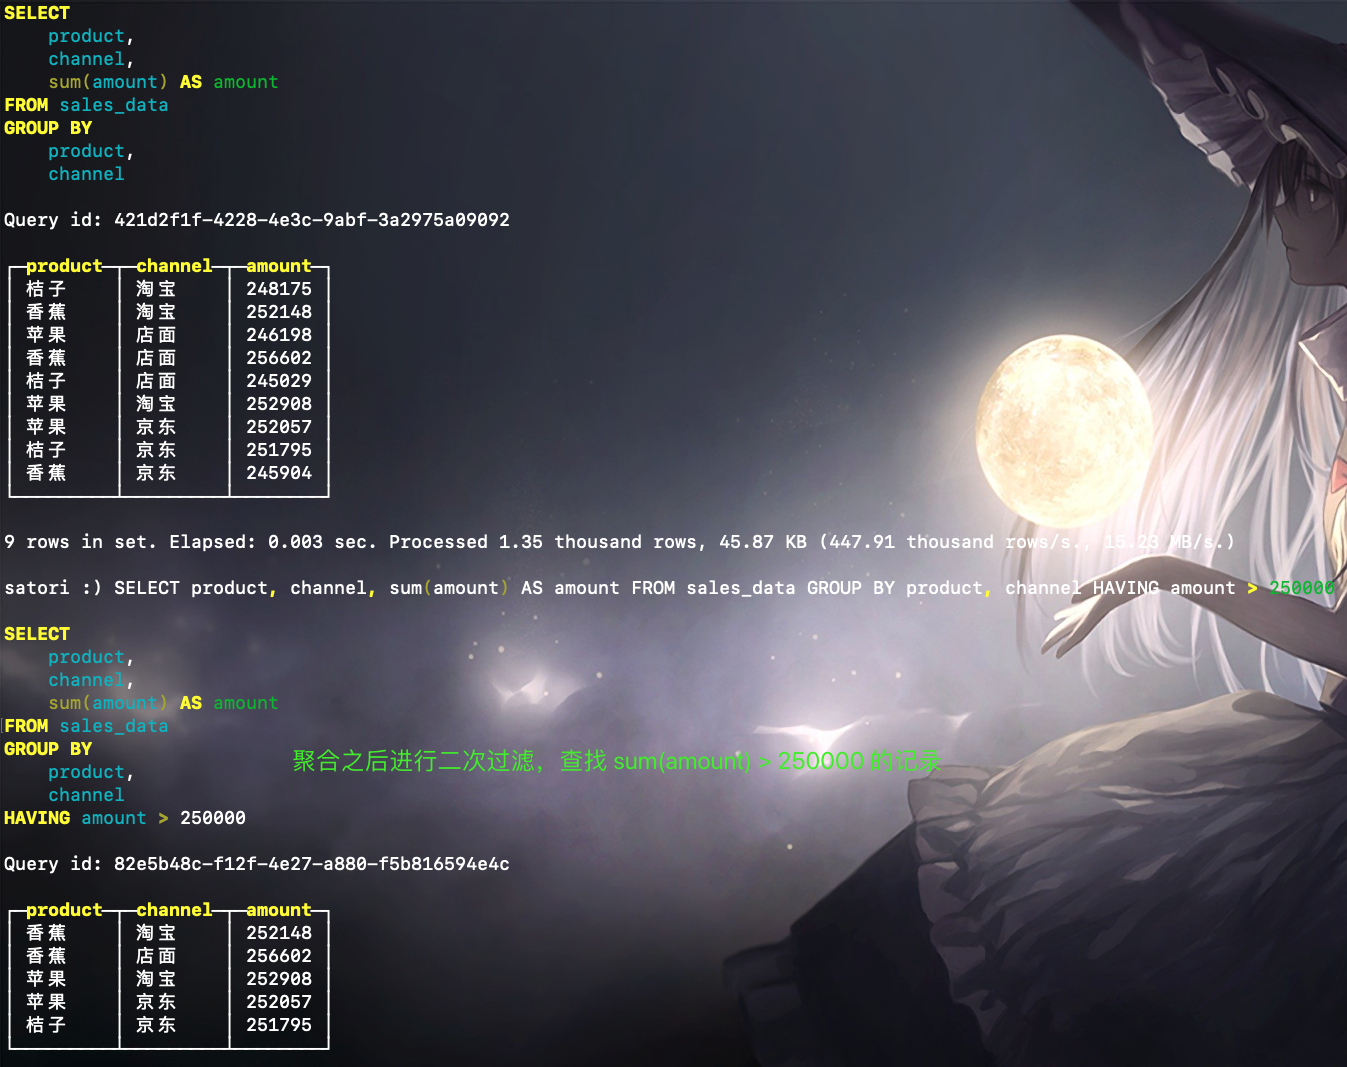 SELECT
product,
channel,
sum(amount) AS amount
FROM sales_data
GROUP BY
product,
channel
Query id: 421d2f1f-4228-4e3c-9abf-3a2975a09092
product channel amount
桔子 淘宝 248175
香蕉 淘宝 252148
苹果 店面 246198
香蕉 店面 256602
桔子 店面 245029
苹果 淘宝 252908
苹果 京东 252057
桔子 京东 251795
香蕉 京东 245904
9 rows in set. Elapsed: 0.003 sec. Processed 1.35 thousand rows, 45.87 KB (447.91 thousand rows/s., 15.23 MB/s.)
satori :) SELECT product, channel, sum(amount) AS amount FROM sales_data GROUP BY product, channel HAVING amount > 250000
SELECT
product,
channel,
sum(amount) AS amount
FROM sales_data
GROUP BY
聚合之后进行二次过滤，查找 sum(amount) > 250000 的记录
product,
channel
HAVING amount > 250000
Query id: 82e5b48c-f12f-4e27-a880-f5b816594e4c
product channel amount
香蕉 淘宝 252148
香蕉 店面 256602
苹果 淘宝 252908
苹果 京东 252057
桔子 京东 251795